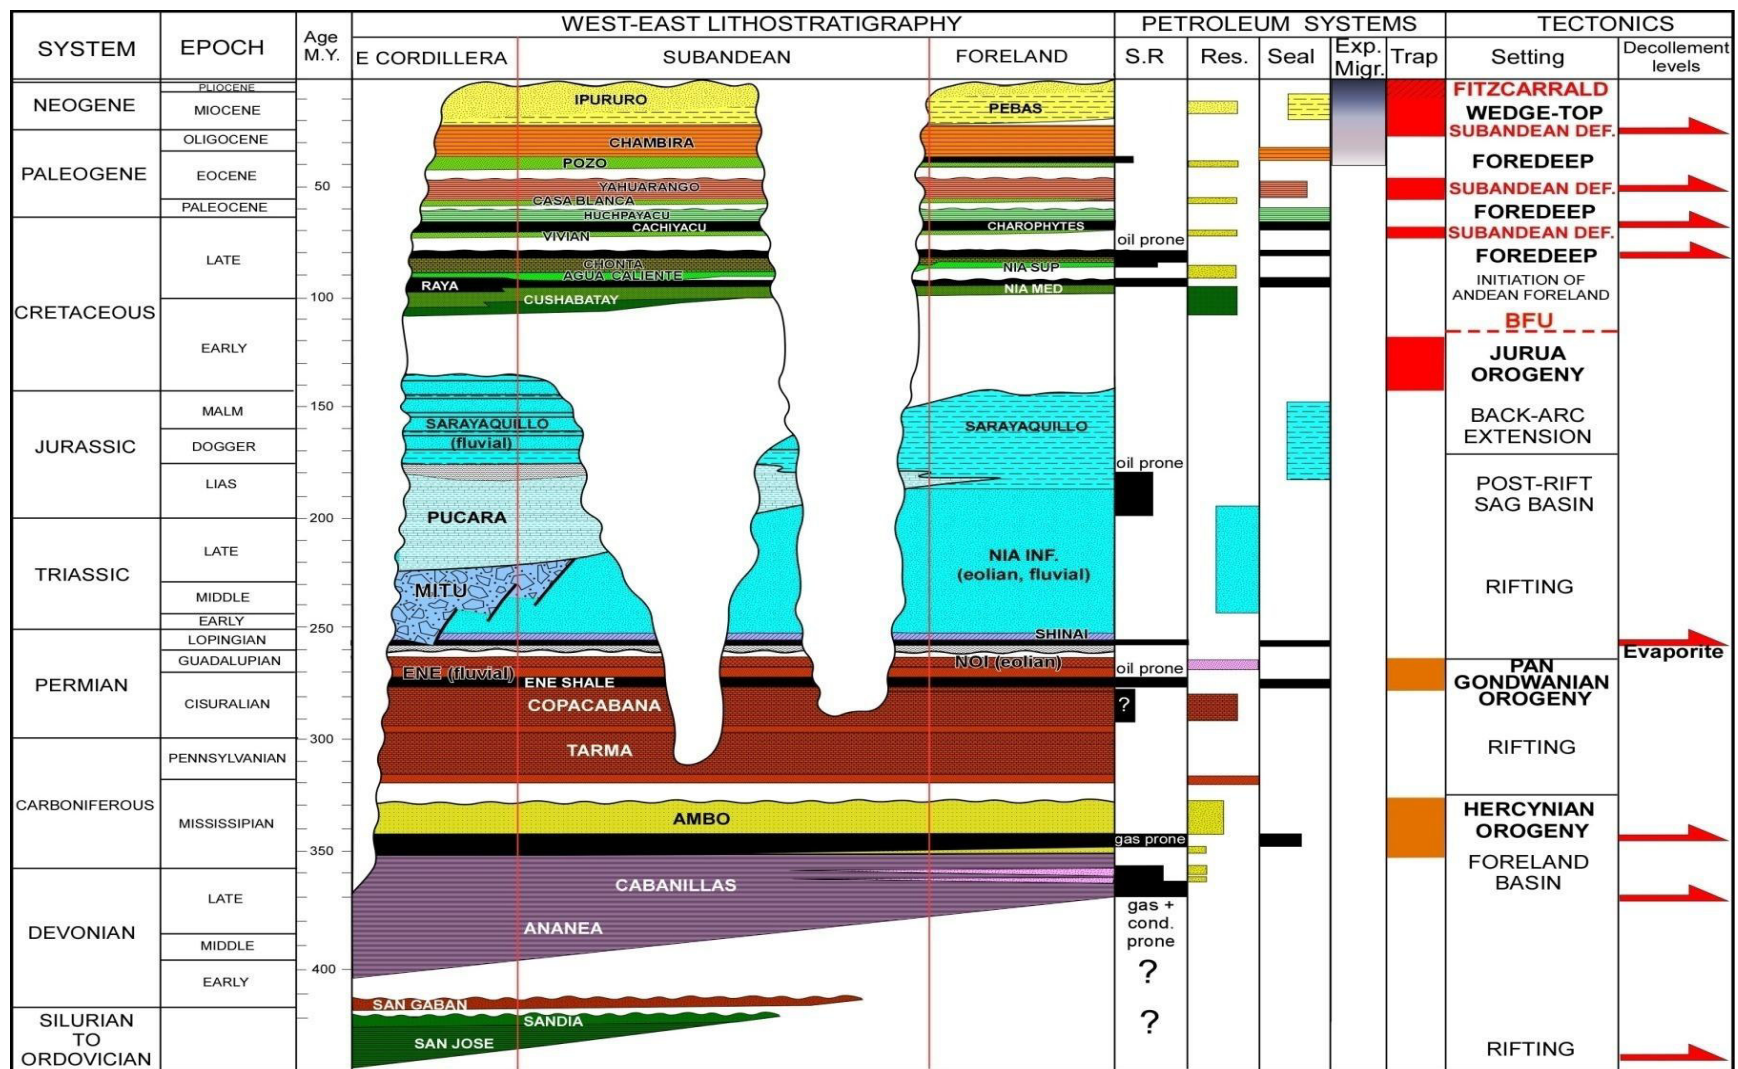 SYSTEM
EPOCH
Age
M.Y.
WEST-EAST LITHOSTRATIGRAPHY
E CORDILLERA
SUBANDEAN
FORELAND
PETROLEUM SYSTEMS
S.R
Res.
Seal
Exp.
Migr.
Trap
TECTONICS
Setting
Decollement
levels
NEOGENE
PALEOGENE
CRETACEOUS
JURASSIC
TRIASSIC
PERMIAN
CARBONIFEROUS
DEVONIAN
SILURIAN
TO
ORDOVICIAN
PLIOCENE
MIOCENE
OLIGOCENE
EOCENE
PALEOCENE
LATE
EARLY
MALM
DOGGER
LIAS
LATE
MIDDLE
EARLY
LOPINGIAN
GUADALUPIAN
CISURALIAN
PENNSYLVANIAN
MISSISSIPIAN
LATE
MIDDLE
EARLY
50
100
150
200
250
300
350
400
IPURURO
PEBAS
CHAMBIRA
POZO
YAHUARANGO
CASA BLANCA
HUCHPAYACU
CACHIYACU
CHAROPHYTES
VIVIAN
CHONTA
NIA SUP
AGUA CALIENTE
RAYA
NIA MED
CUSHABATAY
SARAYAQUILLO
(fluvial)
SARAYAQUILLO
PUCARA
NIA INF.
(eolian, fluvial)
MITU
SHINAI
ENE (fluvial)
NOI (eolian)
ENE SHALE
COPACABANA
TARMA
AMBO
CABANILLAS
ANANEA
SAN GABAN
SANDIA
SAN JOSE
oil prone
oil prone
oil prone
?
gas prone
gas +
cond.
prone
?
?
FITZCARRALD
WEDGE-TOP
SUBANDEAN DEF.
FOREDEEP
SUBANDEAN DEF.
FOREDEEP
SUBANDEAN DEF.
FOREDEEP
INITIATION OF
ANDEAN FORELAND
BFU
JURUA
OROGENY
BACK-ARC
EXTENSION
POST-RIFT
SAG BASIN
RIFTING
PAN
GONDWANIAN
OROGENY
RIFTING
HERCYNIAN
OROGENY
FORELAND
BASIN
RIFTING
Evaporite